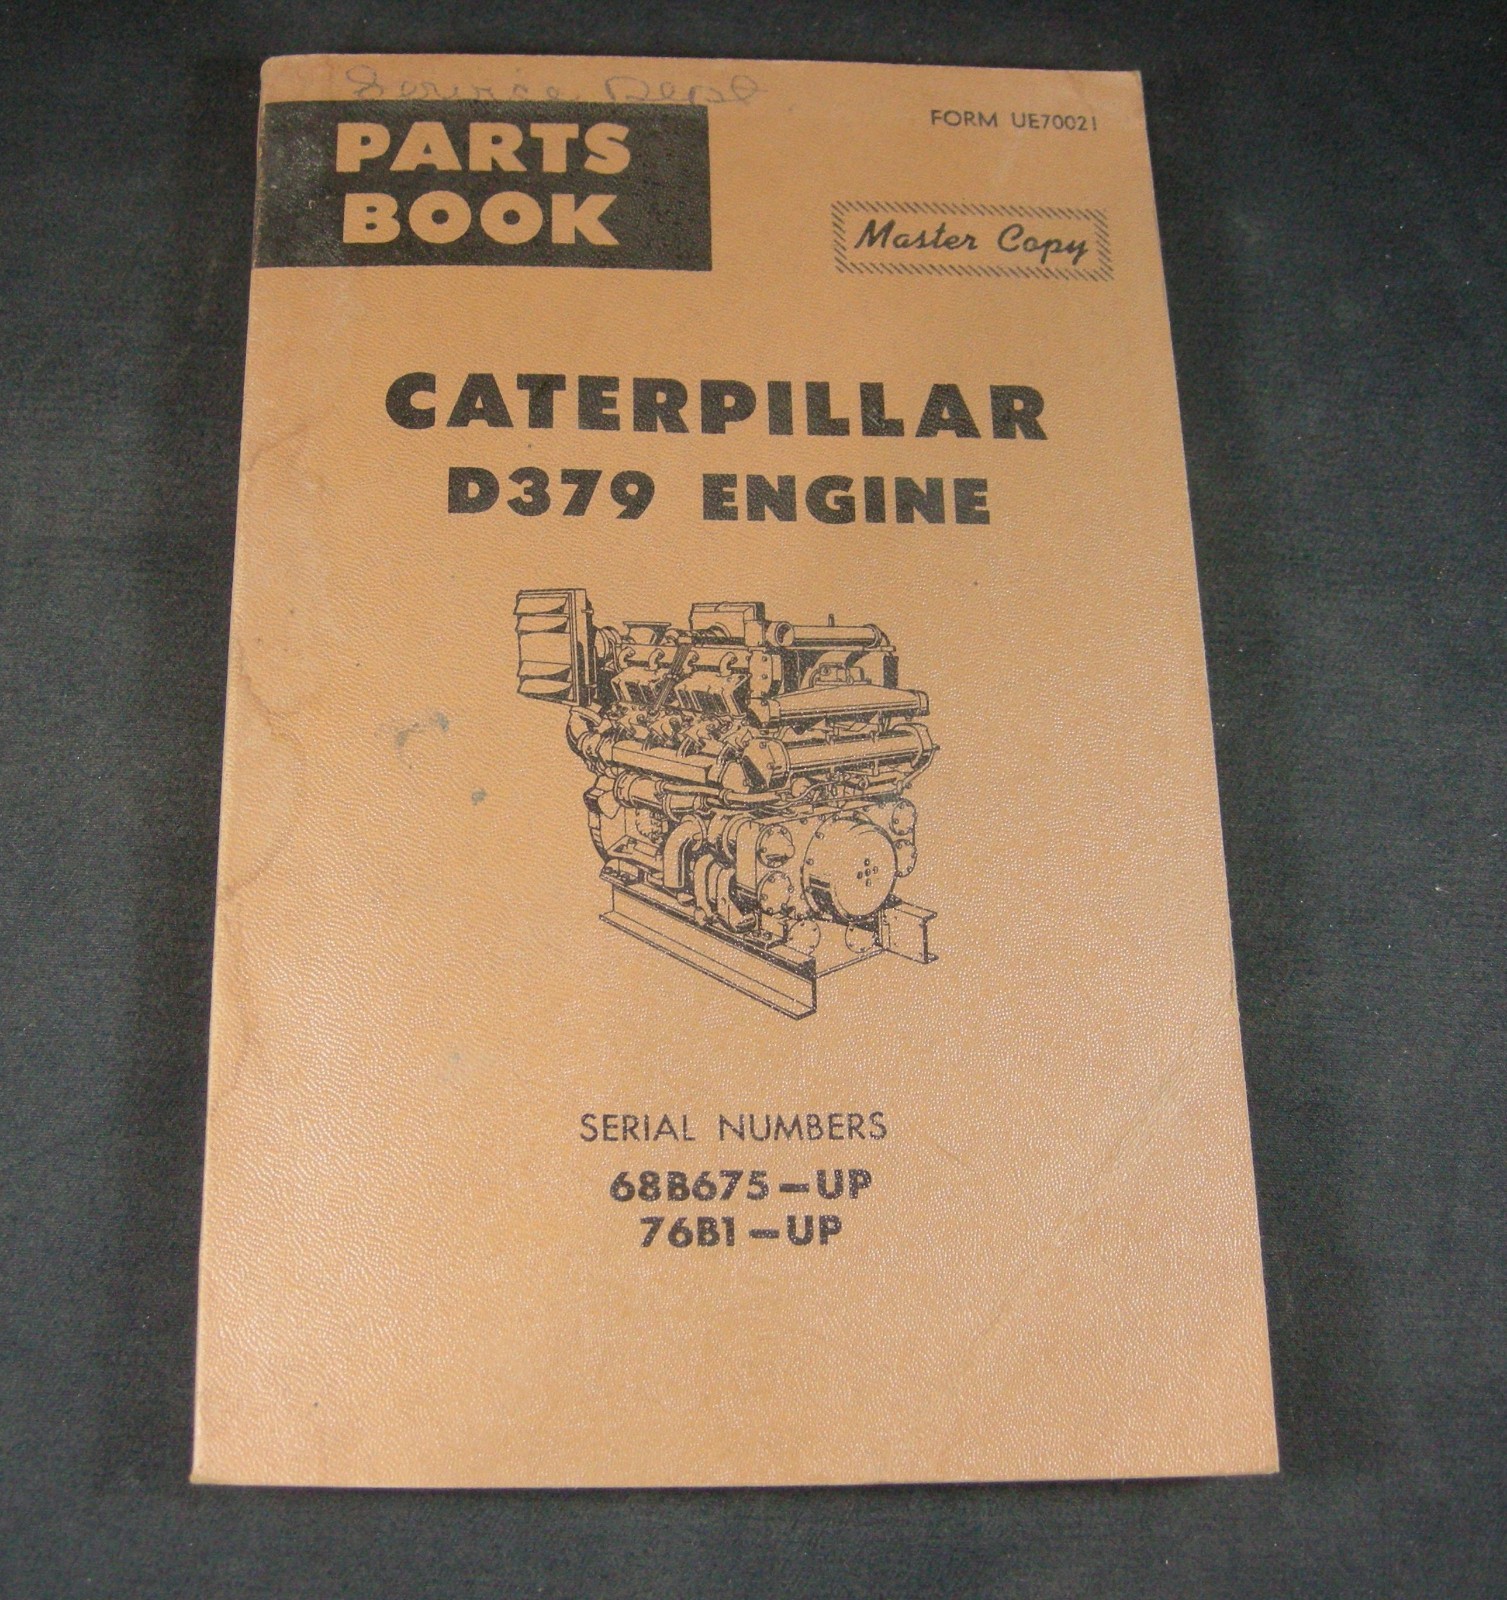 Service Dept
PARTS
BOOK
FORM UE70021
Master Copy
CATERPILLAR
D379 ENGINE
SERIAL NUMBERS
68B675-UP
76B1-UP